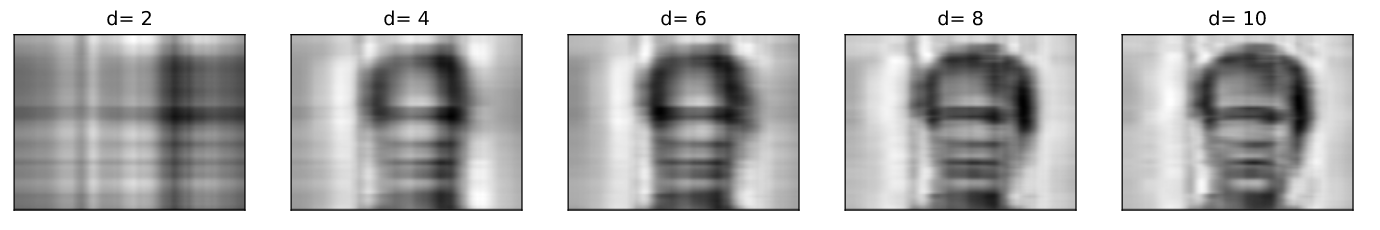 d= 2 d= 4 d= 6 d= 8 d= 10